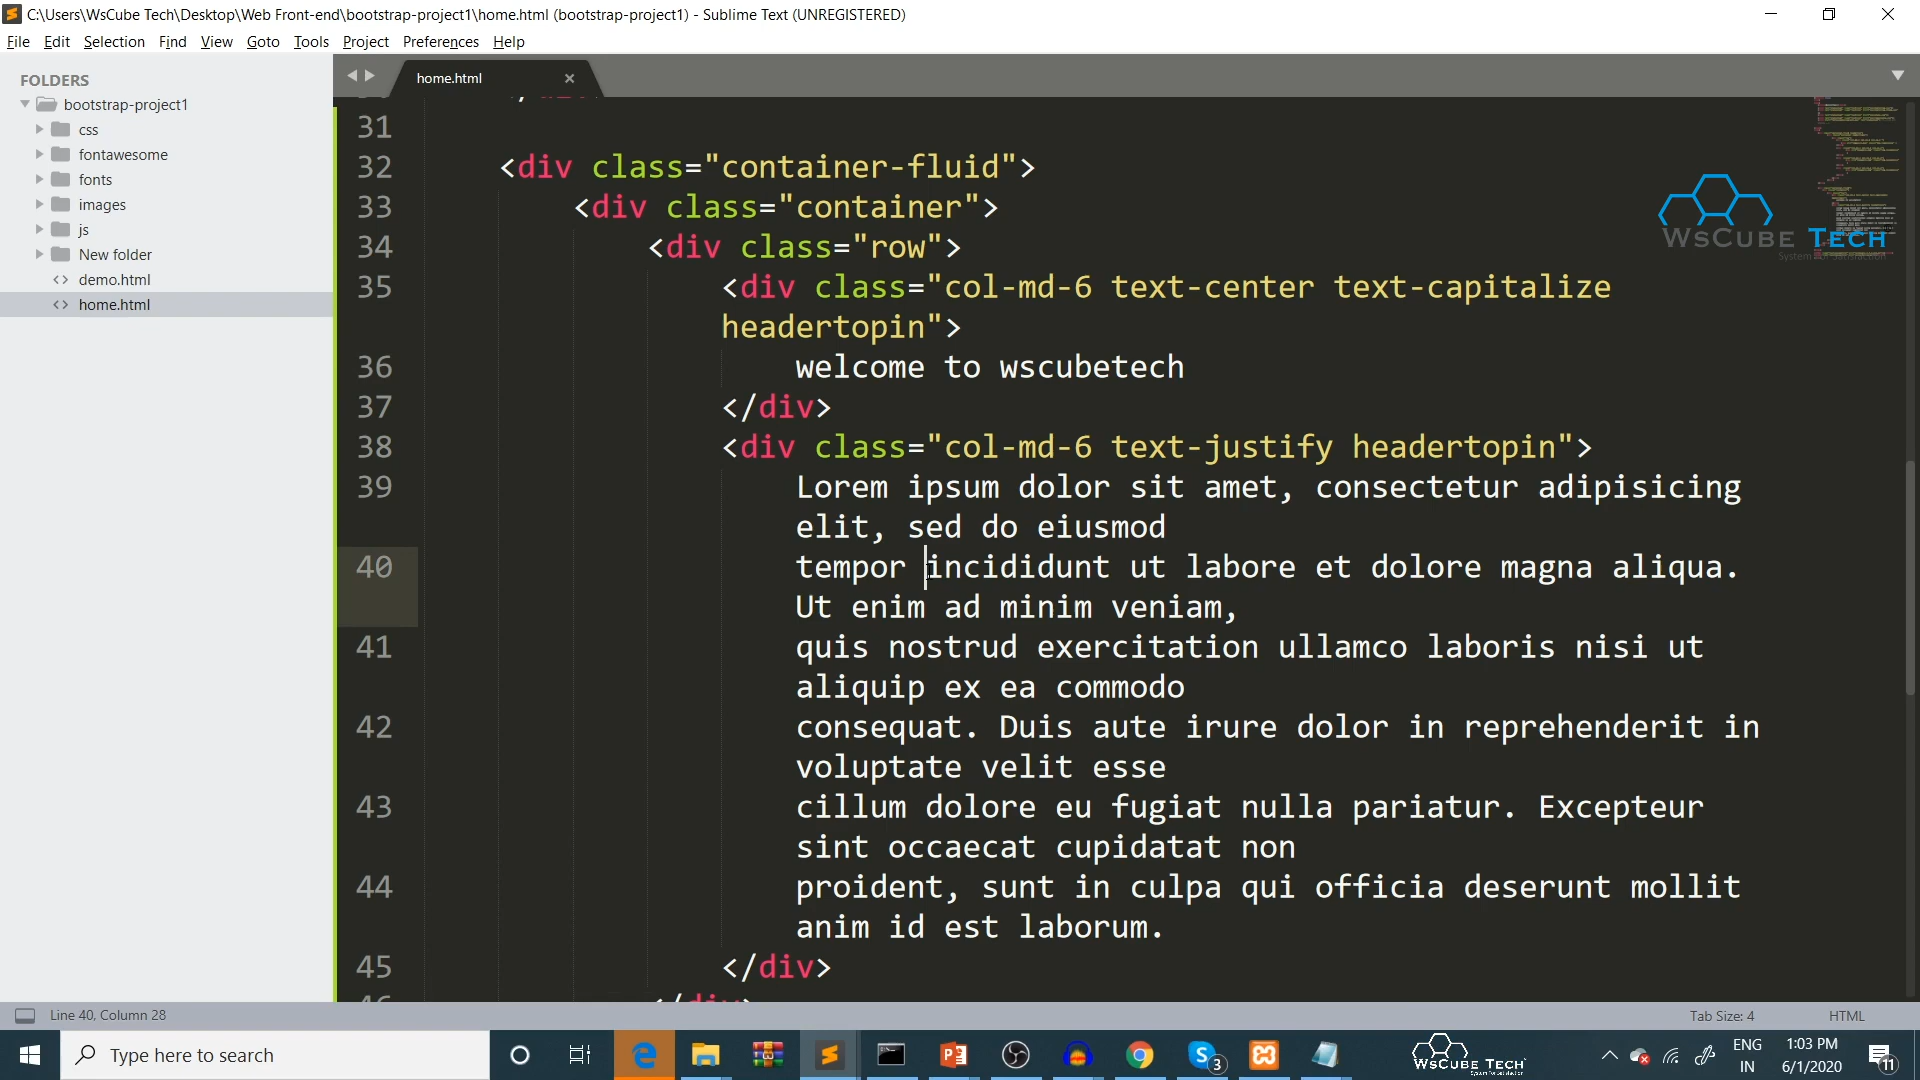 C:\Users\WsCube Tech\Desktop\Web Front-end\bootstrap-project1\home.html (bootstrap-project1) - Sublime Text (UNREGISTERED)
File Edit Selection Find View Goto Tools Project Preferences Help
FOLDERS
bootstrap-project1
css
fontawesome
fonts
images
js
New folder
demo.html
home.html
home.html
31
32 <div class="container-fluid">
33 <div class="container">
34 <div class="row">
35 <div class="col-md-6 text-center text-capitalize
headertopin">
36 welcome to wscubetech
37 </div>
38 <div class="col-md-6 text-justify headertopin">
39 Lorem ipsum dolor sit amet, consectetur adipisicing
elit, sed do eiusmod
40 tempor incididunt ut labore et dolore magna aliqua.
Ut enim ad minim veniam,
41 quis nostrud exercitation ullamco laboris nisi ut
aliquip ex ea commodo
42 consequat. Duis aute irure dolor in reprehenderit in
voluptate velit esse
43 cillum dolore eu fugiat nulla pariatur. Excepteur
sint occaecat cupidatat non
44 proident, sunt in culpa qui officia deserunt mollit
anim id est laborum.
45 </div>
WsCube Tech
Line 40, Column 28
Tab Size: 4
HTML
Type here to search
3
WsCube Tech
ENG
IN
1:03 PM
6/1/2020
11